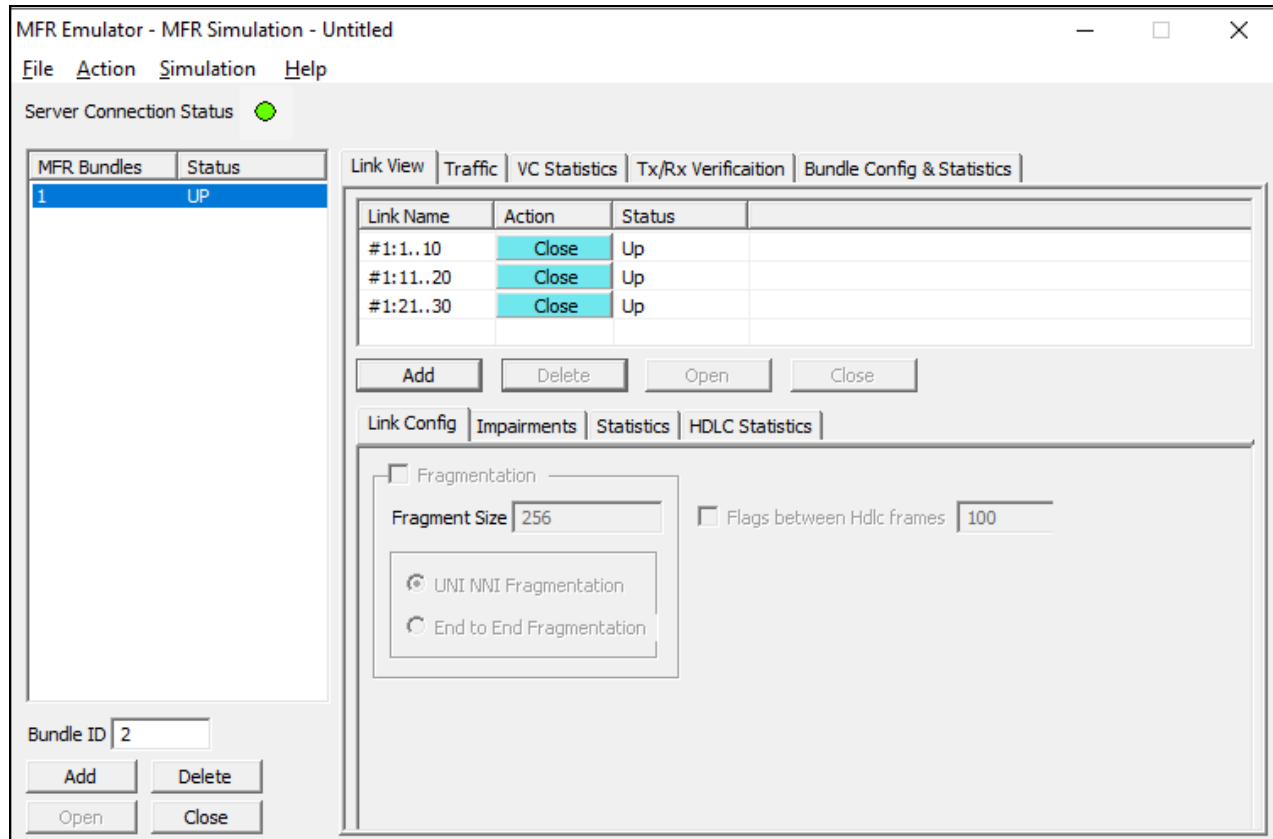 MFR Emulator - MFR Simulation - Untitled
File Action Simulation Help
Server Connection Status
MFR Bundles Status
1 UP
Bundle ID 2
Add Delete
Open Close
Link View Traffic VC Statistics Tx/Rx Verificaition Bundle Config & Statistics
Link Name Action Status
#1:1..10 Close Up
#1:11..20 Close Up
#1:21..30 Close Up
Add Delete Open Close
Link Config Impairments Statistics HDLC Statistics
Fragmentation
Fragment Size 256 Flags between Hdlc frames 100
UNI NNI Fragmentation
End to End Fragmentation